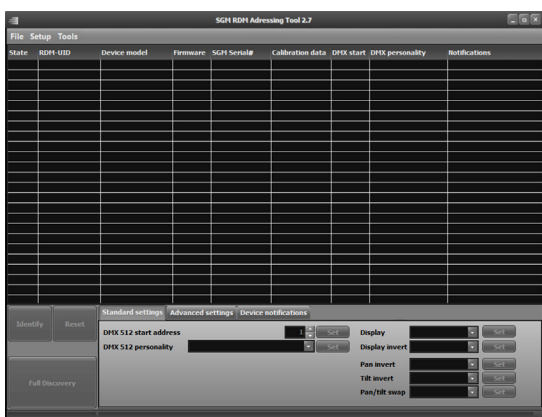 SGM RDM Adressing Tool 2.7
File Setup Tools
State RDM-UID Device model Firmware SGM Serial# Calibration data DMX start DMX personality Notifications
Identify Reset
Full Discovery
Standard settings Advanced settings Device notifications
DMX 512 start address 1 Set
DMX 512 personality Set
Display Set
Display invert Set
Pan invert Set
Tilt invert Set
Pan/tilt swap Set